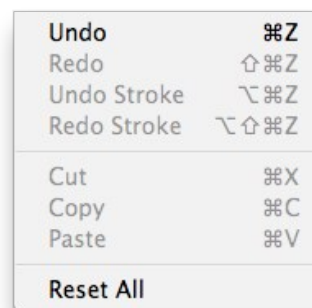 Undo ⌘Z
Redo ⇧⌘Z
Undo Stroke ⌥⌘Z
Redo Stroke ⌥⇧⌘Z
Cut ⌘X
Copy ⌘C
Paste ⌘V
Reset All